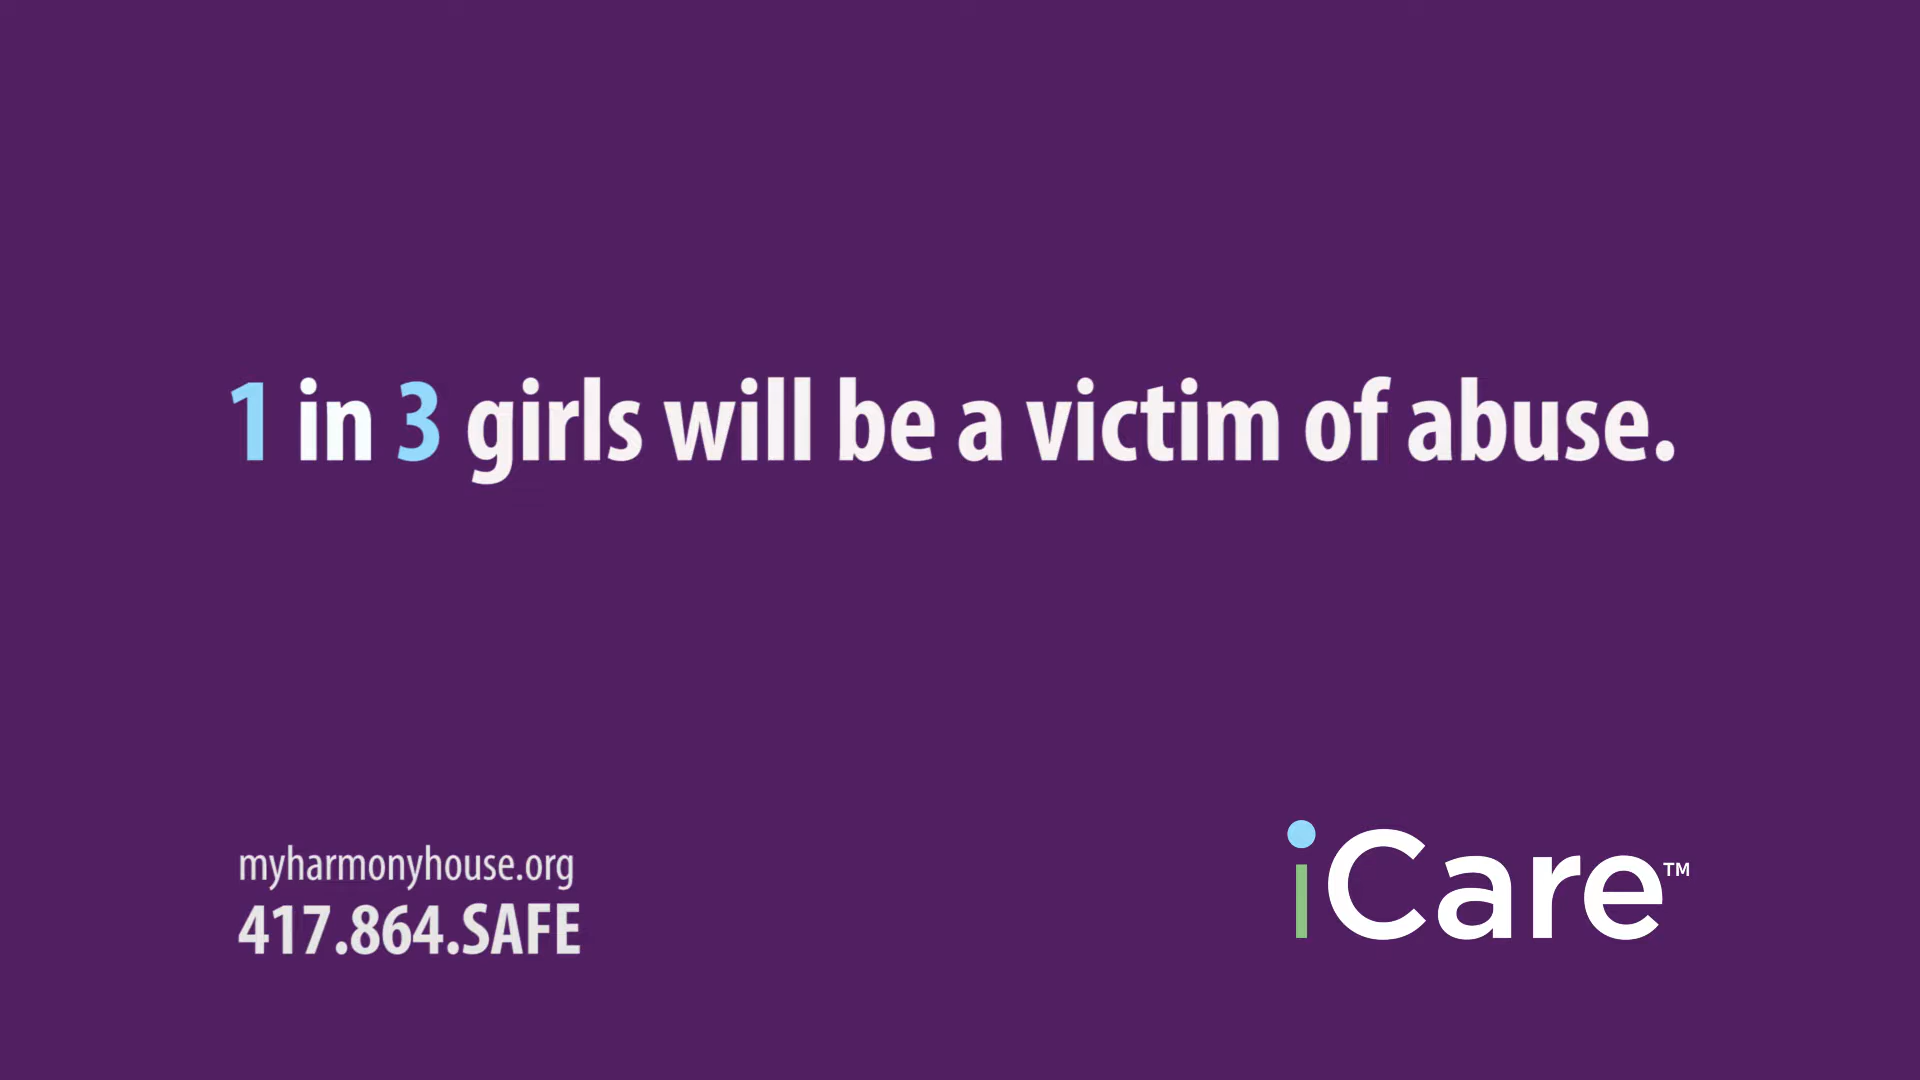 1 in 3 girls will be a victim of abuse.
myharmonyhouse.org
417.864.SAFE
iCare™